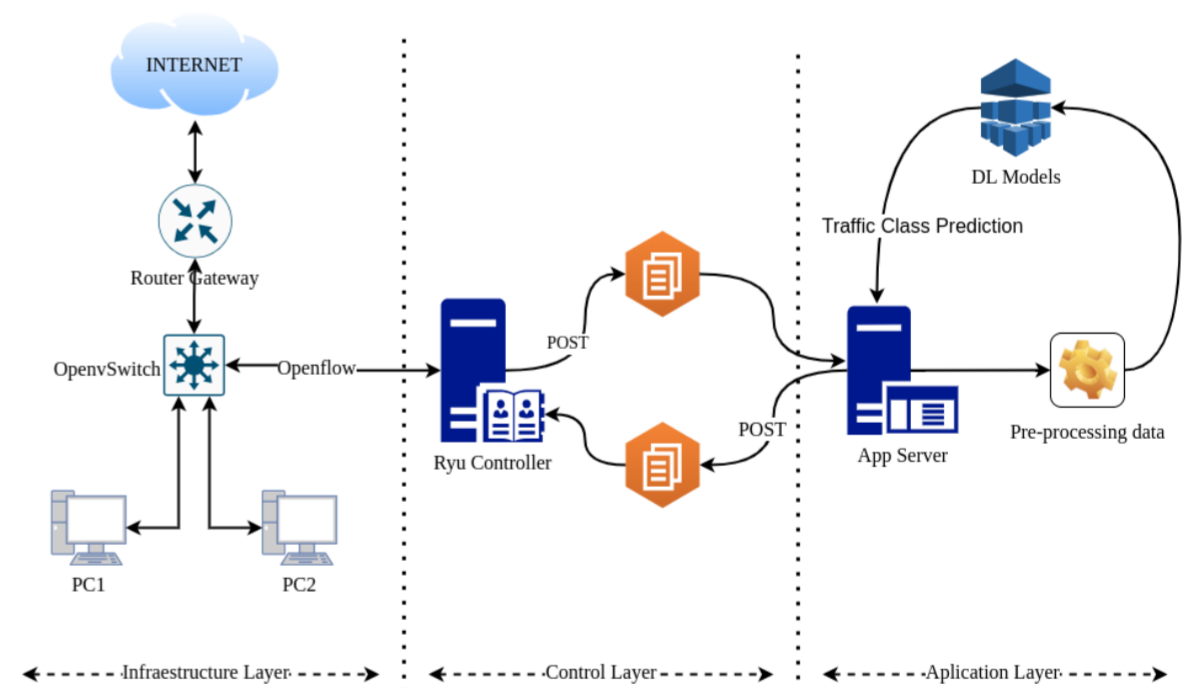 INTERNET
Router Gateway
OpenvSwitch
Openflow
PC1
PC2
Infraestructure Layer
POST
Ryu Controller
POST
Control Layer
DL Models
Traffic Class Prediction
App Server
Pre-processing data
Aplication Layer